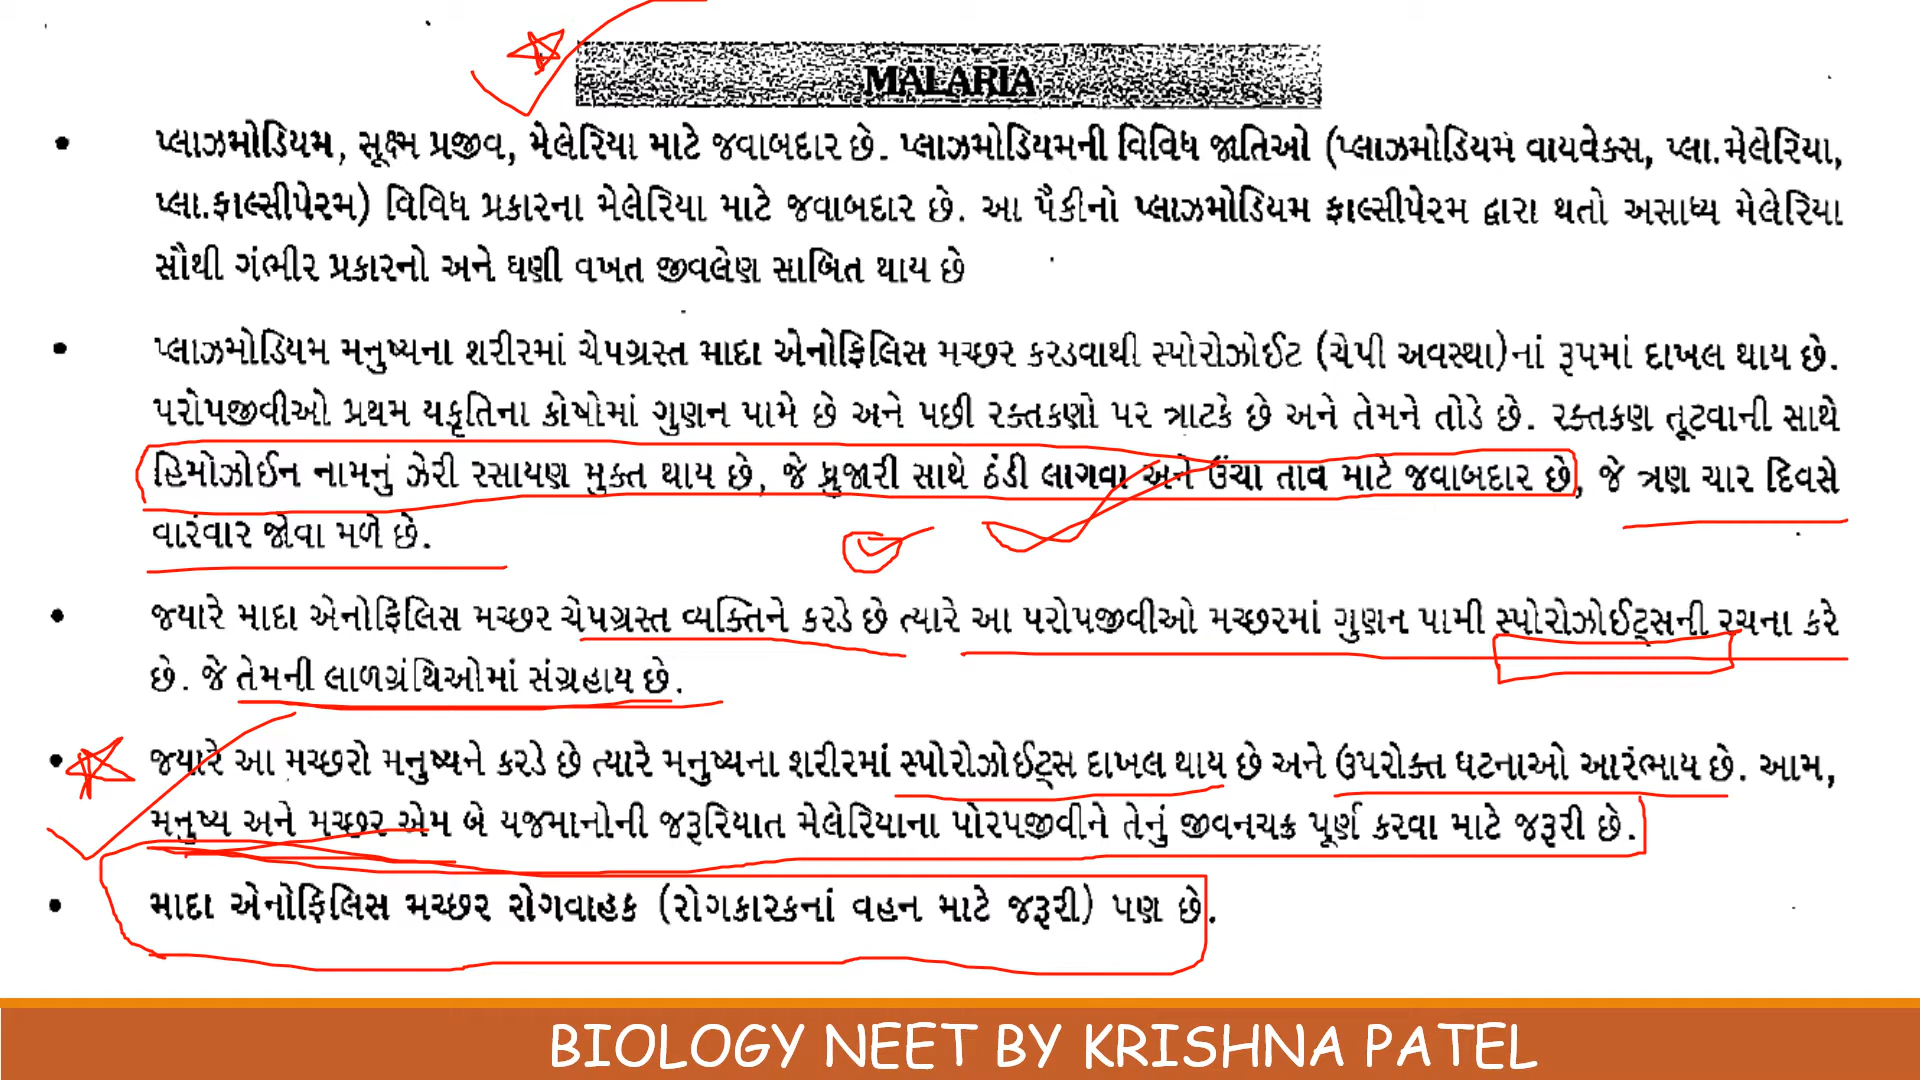 MALARIA
• પ્લાઝમોડિયમ, સૂક્ષ્મ પ્રજીવ, મેલેરિયા માટે જવાબદાર છે. પ્લાઝમોડિયમની વિવિધ જાતિઓ (પ્લાઝમોડિયમ વાયવેક્સ, પ્લા.મેલેરિયા,
પ્લા.ફાલ્સીપેરમ) વિવિધ પ્રકારના મેલેરિયા માટે જવાબદાર છે. આ પૈકીનો પ્લાઝમોડિયમ ફાલ્સીપેરમ દ્વારા થતો અસાધ્ય મેલેરિયા
સૌથી ગંભીર પ્રકારનો અને ઘણી વખત જીવલેણ સાબિત થાય છે
• પ્લાઝમોડિયમ મનુષ્યના શરીરમાં ચેપગ્રસ્ત માદા એનોફિલિસ મચ્છર કરડવાથી સ્પોરોઝોઈટ (ચેપી અવસ્થા)નાં રૂપમાં દાખલ થાય છે.
પરોપજીવીઓ પ્રથમ યકૃતિના કોષોમાં ગુણન પામે છે અને પછી રક્તકણો પર ત્રાટકે છે અને તેમને તોડે છે. રક્તકણ તૂટવાની સાથે
હિમોઝોઈન નામનું ઝેરી રસાયણ મુક્ત થાય છે, જે ધ્રુજારી સાથે ઠંડી લાગવા અને ઉંચા તાવ માટે જવાબદાર છે, જે ત્રણ ચાર દિવસે
વારંવાર જોવા મળે છે.
• જ્યારે માદા એનોફિલિસ મચ્છર ચેપગ્રસ્ત વ્યક્તિને કરડે છે ત્યારે આ પરોપજીવીઓ મચ્છરમાં ગુણન પામી સ્પોરોઝોઈટ્સની રચના કરે
છે. જે તેમની લાળગ્રંથિઓમાં સંગ્રહાય છે.
• જ્યારે આ મચ્છરો મનુષ્યને કરડે છે ત્યારે મનુષ્યના શરીરમાં સ્પોરોઝોઈટ્સ દાખલ થાય છે અને ઉપરોક્ત ઘટનાઓ આરંભાય છે. આમ,
મનુષ્ય અને મચ્છર એમ બે યજમાનોની જરૂરિયાત મેલેરિયાના પોરપજીવીને તેનું જીવનચક્ર પૂર્ણ કરવા માટે જરૂરી છે.
• માદા એનોફિલિસ મચ્છર રોગવાહક (રોગકારકનાં વહન માટે જરૂરી) પણ છે.
BIOLOGY NEET BY KRISHNA PATEL